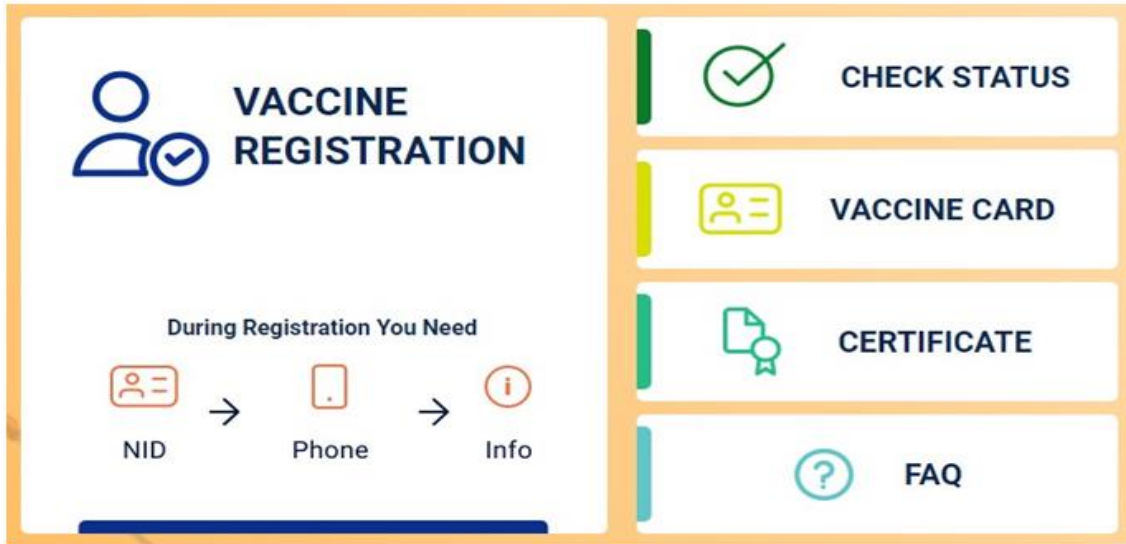 VACCINE
REGISTRATION
During Registration You Need
NID
Phone
Info
CHECK STATUS
VACCINE CARD
CERTIFICATE
FAQ